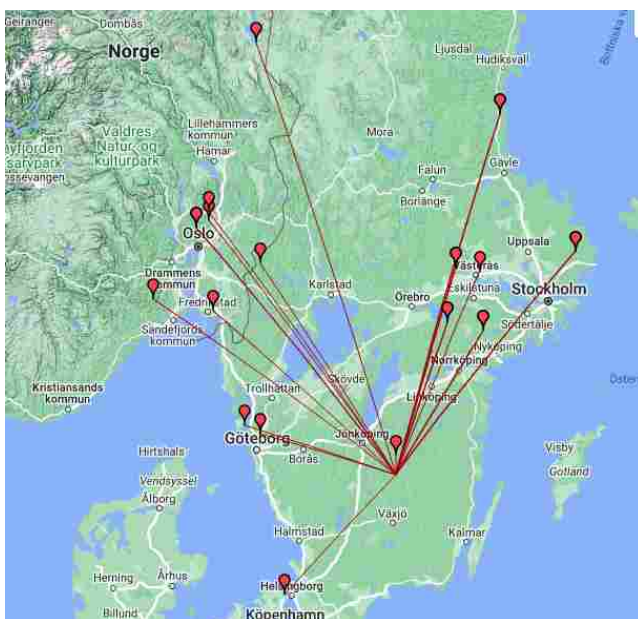 Geiranger
Dombås
Norge
Ljusdal
Hudiksvall
Bottniska v
Lillehammers
kommun
Hamar
Valdres
Natur- og
kulturpark
Mora
Falun
Gävle
Borlänge
Oslo
Uppsala
Drammens
kommun
Karlstad
Västerås
Eskilstuna
Örebro
Stockholm
Södertälje
Fredrikstad
Sandefjords
kommun
Nyköping
Norrköping
Linköping
Skövde
Trollhättan
Kristiansands
kommun
Göteborg
Borås
Jönköping
Hirtshals
Vendsyssel
Ålborg
Visby
Gotland
Växjö
Kalmar
Halmstad
Herning
Århus
Helsingborg
Billund
Köpenhamn